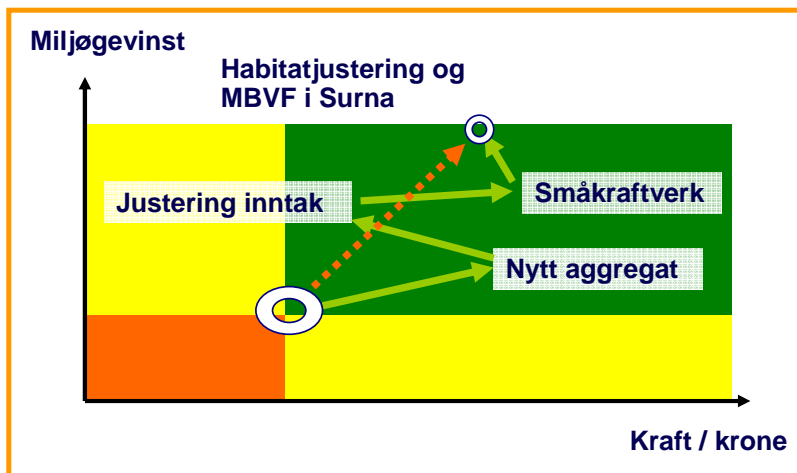 Miljøgevinst
Habitatjustering og
MBVF i Surna
Justering inntak
Småkraftverk
Nytt aggregat
Kraft / krone